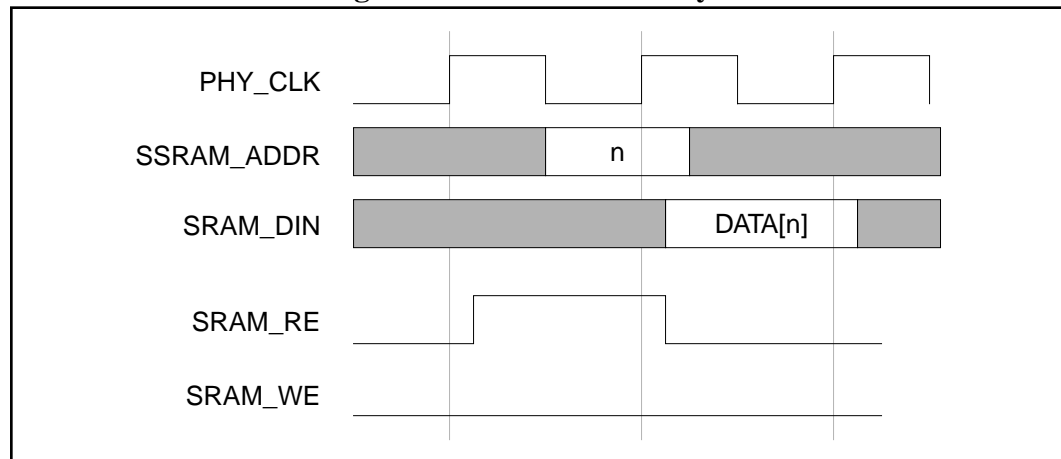 PHY_CLK
SSRAM_ADDR
n
SRAM_DIN
DATA[n]
SRAM_RE
SRAM_WE